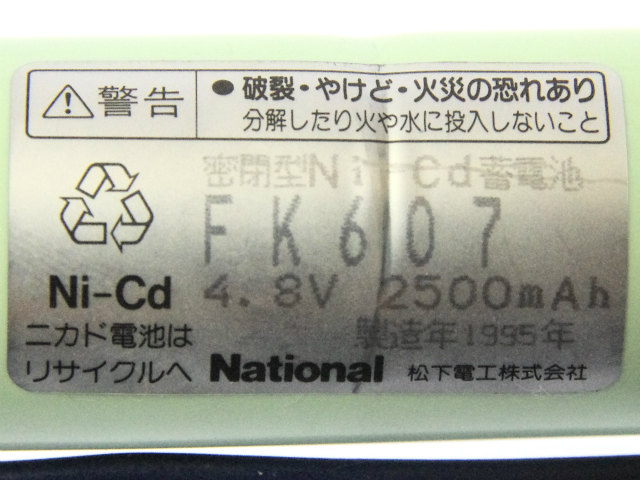 警告
●破裂・やけど・火災の恐れあり
分解したり火や水に投入しないこと
密閉型Ni-Cd蓄電池
FK607
Ni-Cd
4.8V 2500mAh
ニカド電池は
製造年1995年
リサイクルへ
National 松下電工株式会社